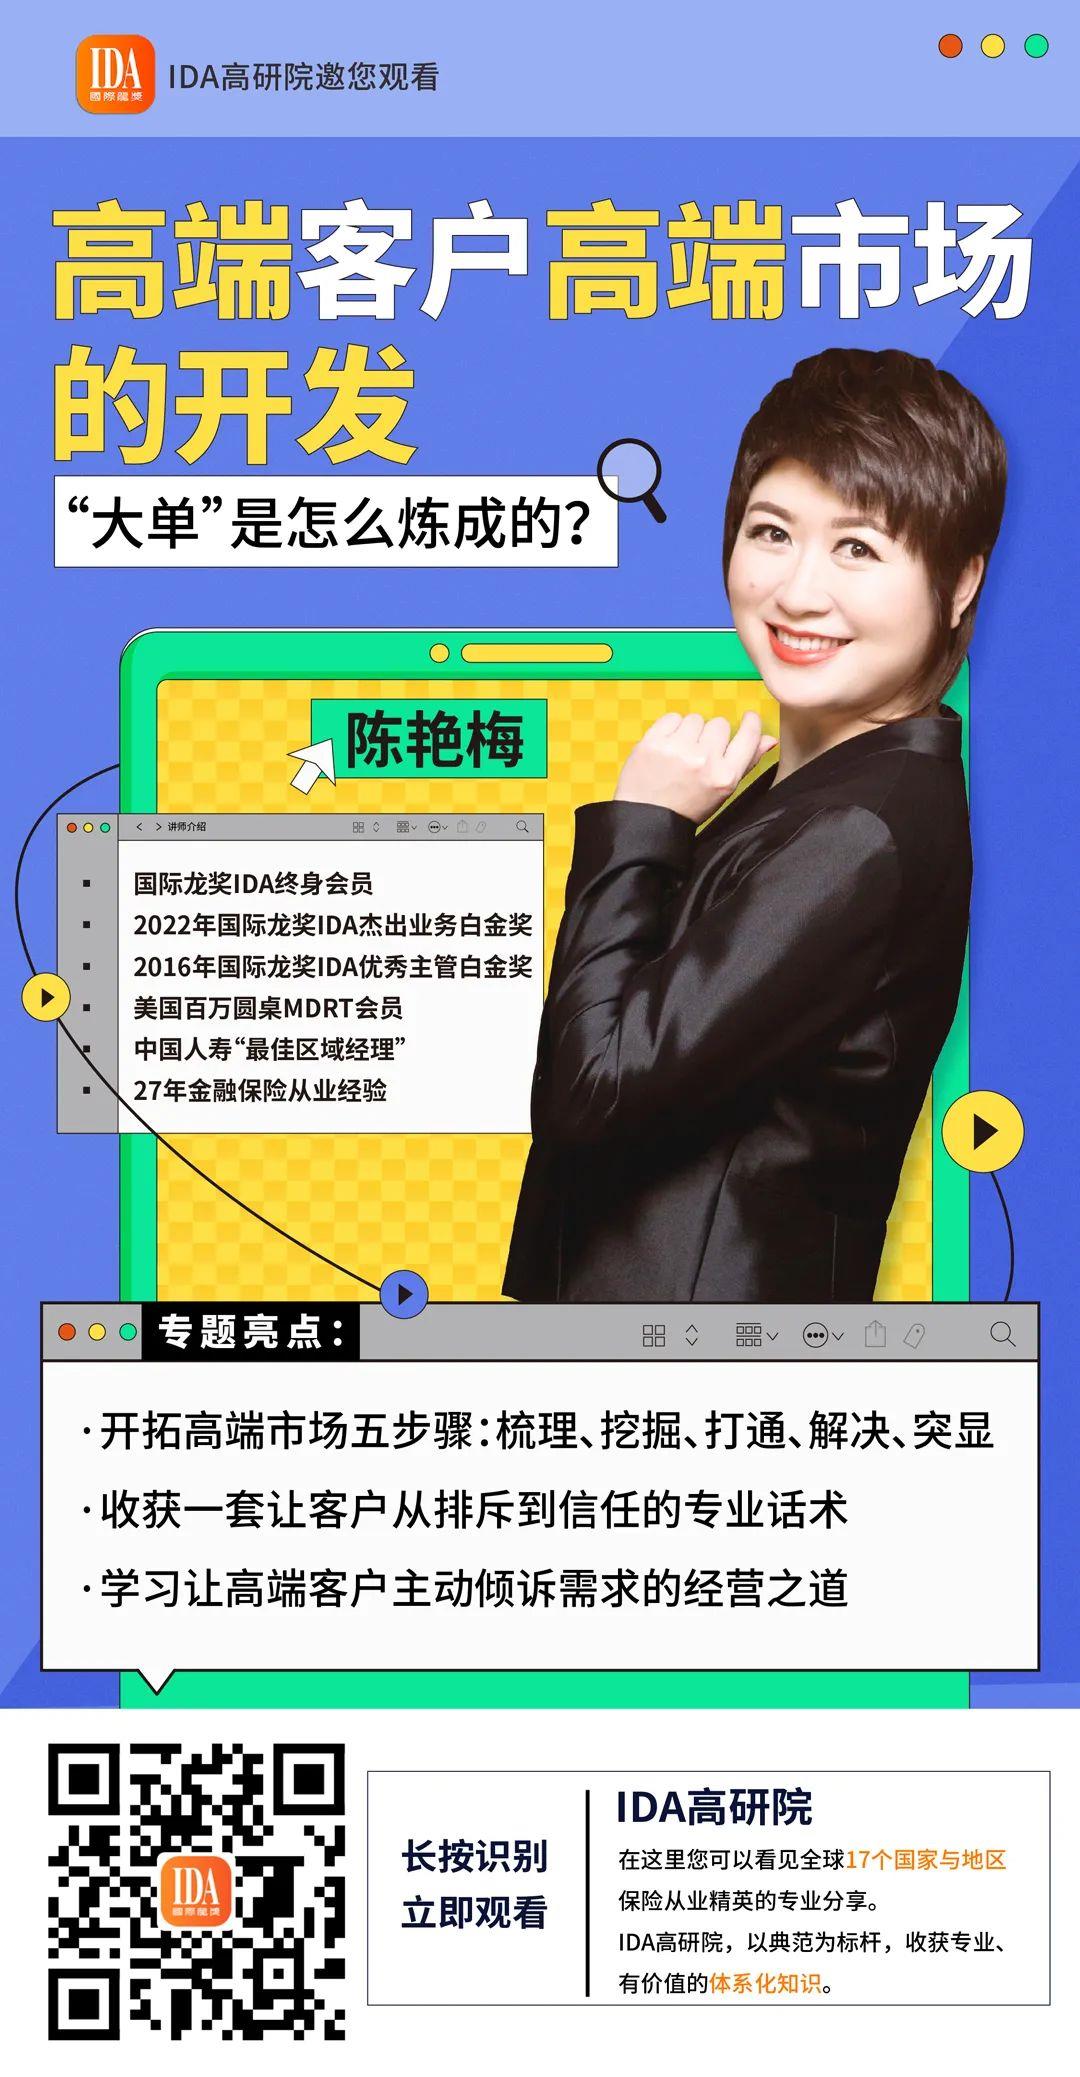 IDA
國際龍獎
IDA高研院邀您观看
高端客户高端市场
的开发
“大单”是怎么炼成的？
陈艳梅
讲师介绍
国际龙奖IDA终身会员
2022年国际龙奖IDA杰出业务白金奖
2016年国际龙奖IDA优秀主管白金奖
美国百万圆桌MDRT会员
中国人寿“最佳区域经理”
27年金融保险从业经验
专题亮点：
·开拓高端市场五步骤：梳理、挖掘、打通、解决、突显
·收获一套让客户从排斥到信任的专业话术
·学习让高端客户主动倾诉需求的经营之道
IDA
國際龍獎
长按识别
立即观看
IDA高研院
在这里您可以看见全球17个国家与地区
保险从业精英的专业分享。
IDA高研院，以典范为标杆，收获专业、
有价值的体系化知识。